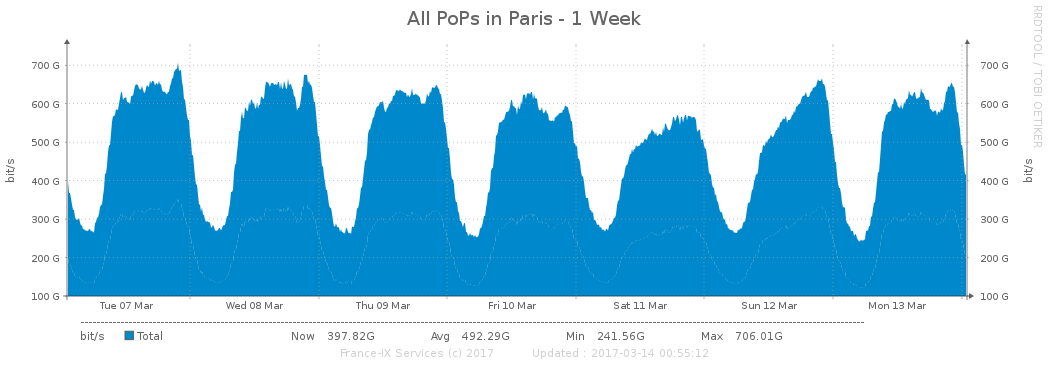 All PoPs in Paris - 1 Week
RRDTOOL / TOBI OETIKER
700 G 700 G
600 G 600 G
500 G 500 G
400 G 400 G
300 G 300 G
200 G 200 G
100 G 100 G
bit/s bit/s
Tue 07 Mar Wed 08 Mar Thu 09 Mar Fri 10 Mar Sat 11 Mar Sun 12 Mar Mon 13 Mar
bit/s Total Now 397.82G Avg 492.29G Min 241.56G Max 706.01G
France-IX Services (c) 2017 Updated : 2017-03-14 00:55:12